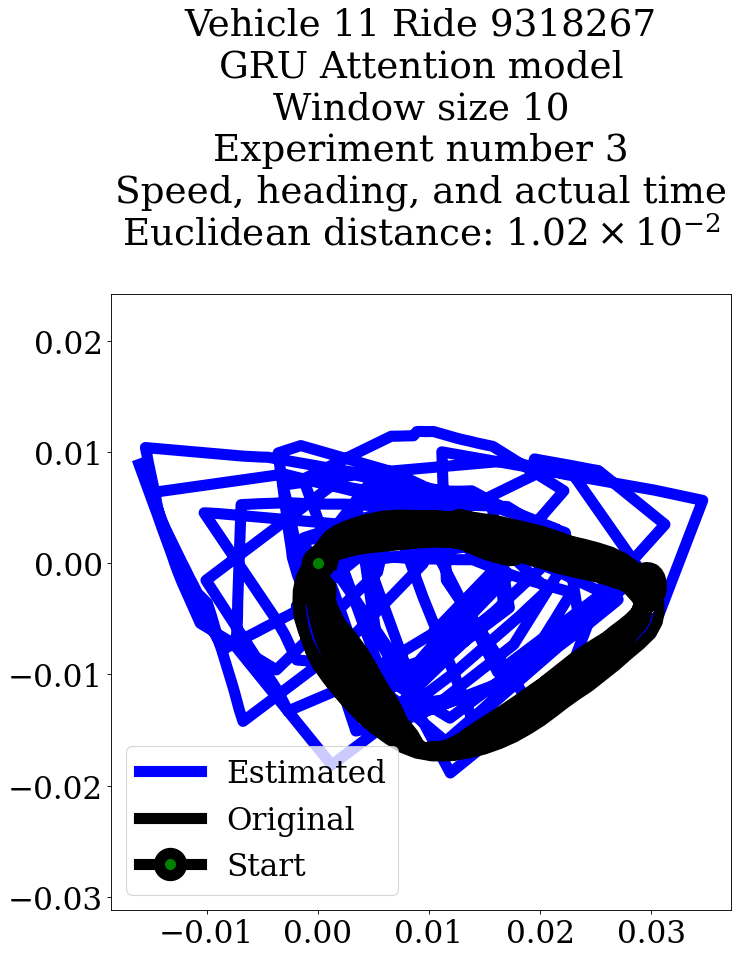 Vehicle 11 Ride 9318267
GRU Attention model
Window size 10
Experiment number 3
Speed, heading, and actual time
Euclidean distance: 1.02 × 10⁻²
0.02
0.01
0.00
−0.01
−0.02
−0.03
Estimated
Original
Start
−0.01 0.00 0.01 0.02 0.03